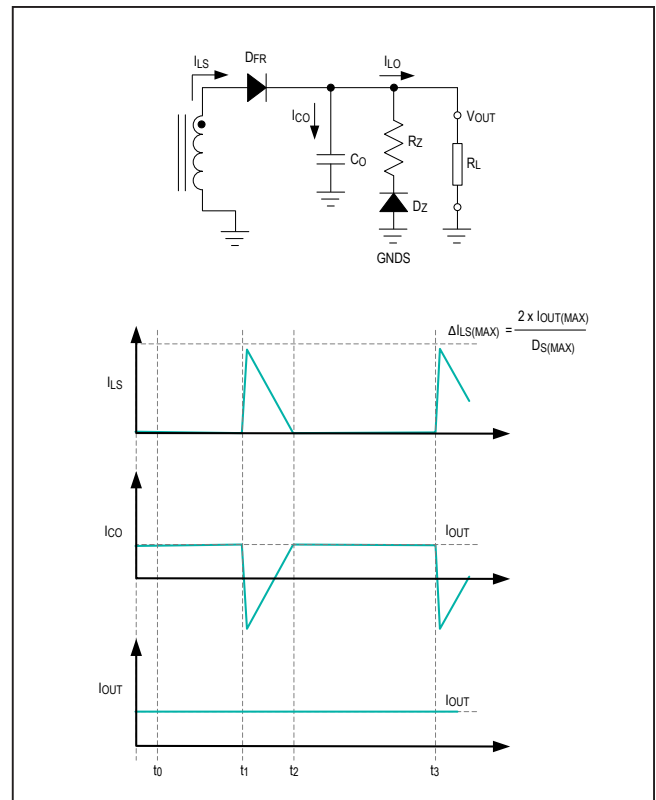 ILS
DFR
ILO
ICO
CO
RZ
VOUT
RL
DZ
GNDS
ΔILS(MAX) = 2 x IOUT(MAX)
DS(MAX)
ILS
ICO
IOUT
IOUT
IOUT
t0
t1
t2
t3